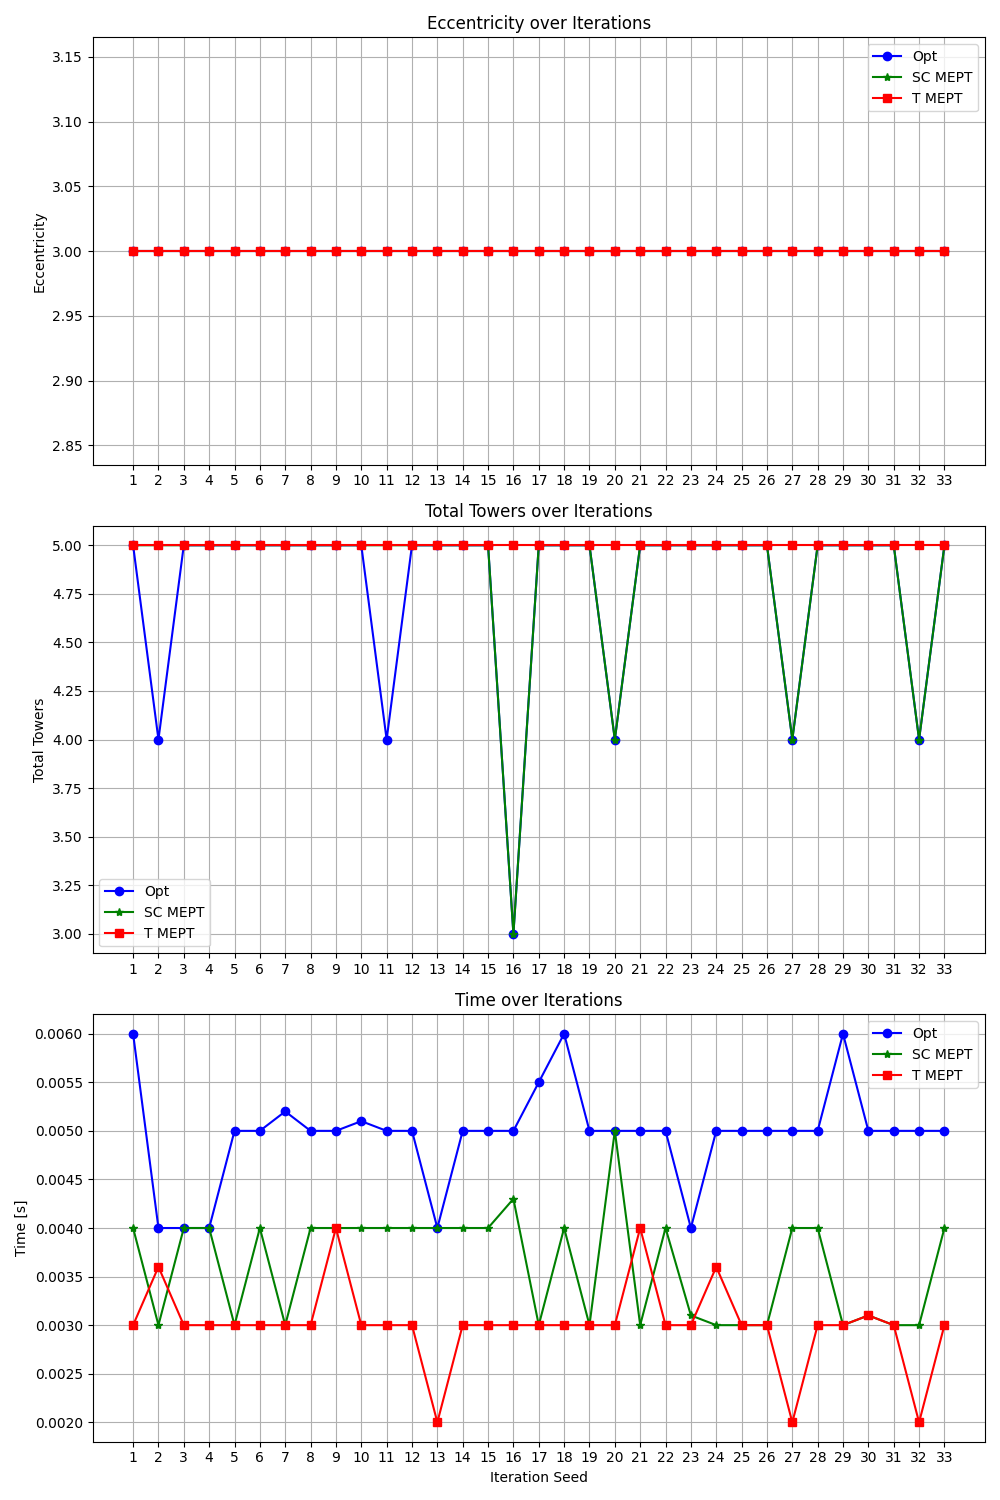 Eccentricity over Iterations
3.15
3.10
3.05
3.00
2.95
2.90
2.85
Eccentricity
Opt
SC MEPT
T MEPT
1 2 3 4 5 6 7 8 9 10 11 12 13 14 15 16 17 18 19 20 21 22 23 24 25 26 27 28 29 30 31 32 33
Total Towers over Iterations
5.00
4.75
4.50
4.25
4.00
3.75
3.50
3.25
3.00
Total Towers
Opt
SC MEPT
T MEPT
1 2 3 4 5 6 7 8 9 10 11 12 13 14 15 16 17 18 19 20 21 22 23 24 25 26 27 28 29 30 31 32 33
Time over Iterations
0.0060
0.0055
0.0050
0.0045
0.0040
0.0035
0.0030
0.0025
0.0020
Time [s]
Opt
SC MEPT
T MEPT
1 2 3 4 5 6 7 8 9 10 11 12 13 14 15 16 17 18 19 20 21 22 23 24 25 26 27 28 29 30 31 32 33
Iteration Seed